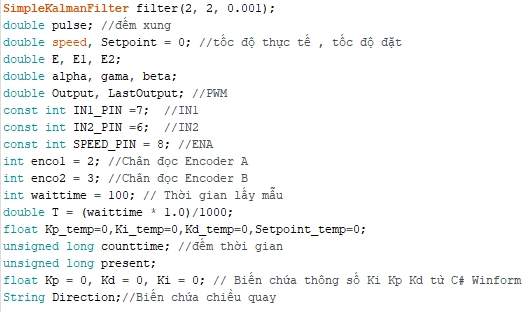 SimpleKalmanFilter filter(2, 2, 0.001);
double pulse; //đếm xung
double speed, Setpoint = 0; //tốc độ thực tế , tốc độ đặt
double E, E1, E2;
double alpha, gama, beta;
double Output, LastOutput; //PWM
const int IN1_PIN =7;  //IN1
const int IN2_PIN =6;  //IN2
const int SPEED_PIN = 8; //ENA
int enco1 = 2; //Chân đọc Encoder A
int enco2 = 3; //Chân đọc Encoder B
int waittime = 100; // Thời gian lấy mẫu
double T = (waittime * 1.0)/1000;
float Kp_temp=0,Ki_temp=0,Kd_temp=0,Setpoint_temp=0;
unsigned long counttime; //đếm thời gian
unsigned long present;
float Kp = 0, Kd = 0, Ki = 0; // Biến chứa thông số Ki Kp Kd từ C# Winform
String Direction;//Biến chứa chiều quay